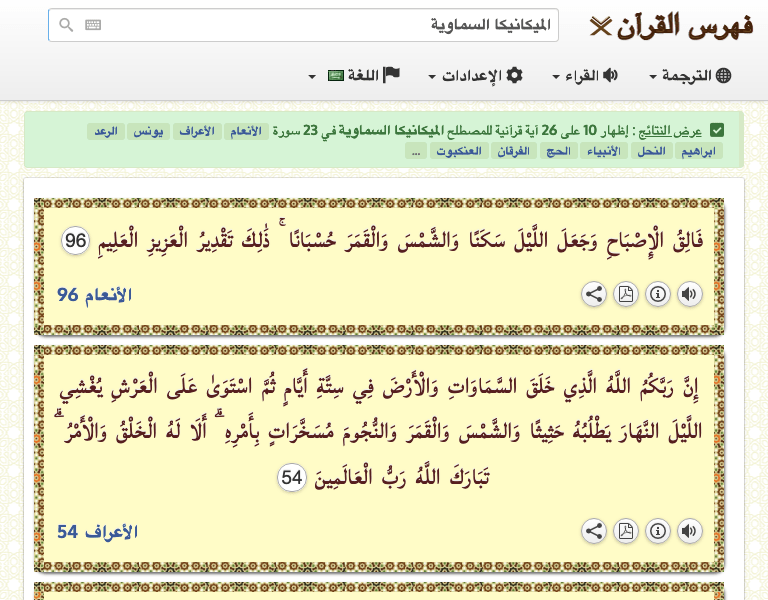 فهرس القرآن
الميكانيكا السماوية
الترجمة القراء الإعدادات اللغة
عرض النتائج : إظهار 10 على 26 آية قرآنية للمصطلح الميكانيكا السماوية في 23 سورة الأنعام الأعراف يونس الرعد
ابراهيم النحل الأنبياء الحج الفرقان العنكبوت ...
فَالِقُ الْإِصْبَاحِ وَجَعَلَ اللَّيْلَ سَكَنًا وَالشَّمْسَ وَالْقَمَرَ حُسْبَانًا ۚ ذَٰلِكَ تَقْدِيرُ الْعَزِيزِ الْعَلِيمِ 96
الأنعام 96
إِنَّ رَبَّكُمُ اللَّهُ الَّذِي خَلَقَ السَّمَاوَاتِ وَالْأَرْضَ فِي سِتَّةِ أَيَّامٍ ثُمَّ اسْتَوَىٰ عَلَى الْعَرْشِ يُغْشِي
اللَّيْلَ النَّهَارَ يَطْلُبُهُ حَثِيثًا وَالشَّمْسَ وَالْقَمَرَ وَالنُّجُومَ مُسَخَّرَاتٍ بِأَمْرِهِ ۗ أَلَا لَهُ الْخَلْقُ وَالْأَمْرُ ۗ
تَبَارَكَ اللَّهُ رَبُّ الْعَالَمِينَ 54
الأعراف 54